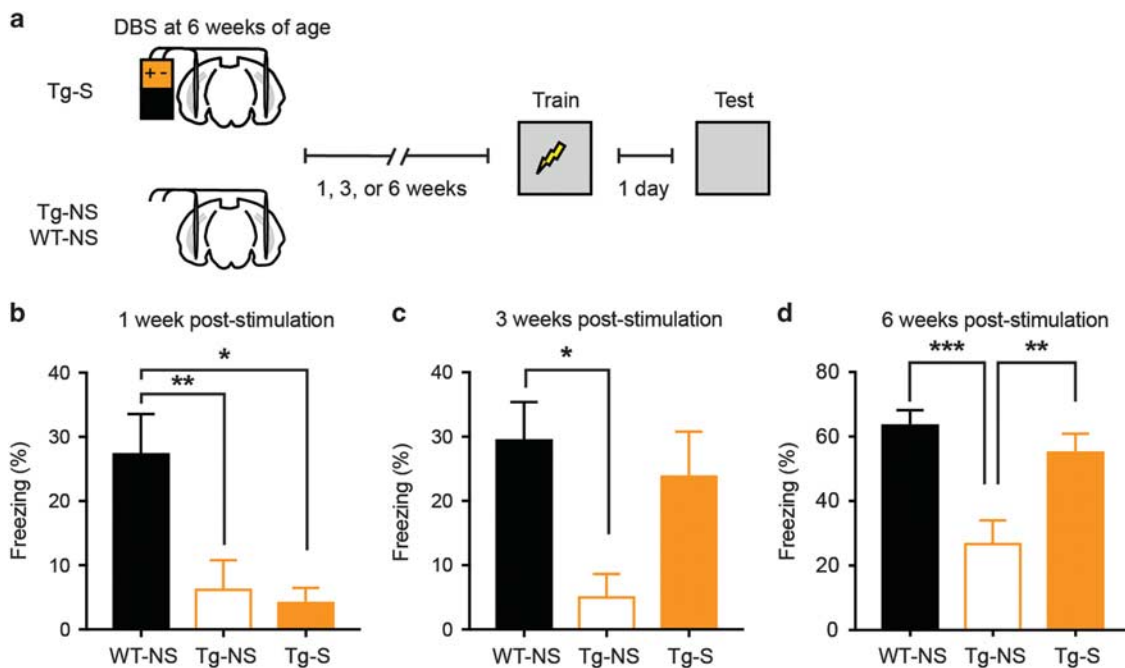 a
DBS at 6 weeks of age
+ -
Tg-S
Train
Test
1, 3, or 6 weeks
1 day
Tg-NS
WT-NS
b
1 week post-stimulation
*
**
Freezing (%)
40
30
20
10
0
WT-NS Tg-NS Tg-S
c
3 weeks post-stimulation
*
Freezing (%)
40
30
20
10
0
WT-NS Tg-NS Tg-S
d
6 weeks post-stimulation
*** **
Freezing (%)
80
60
40
20
0
WT-NS Tg-NS Tg-S